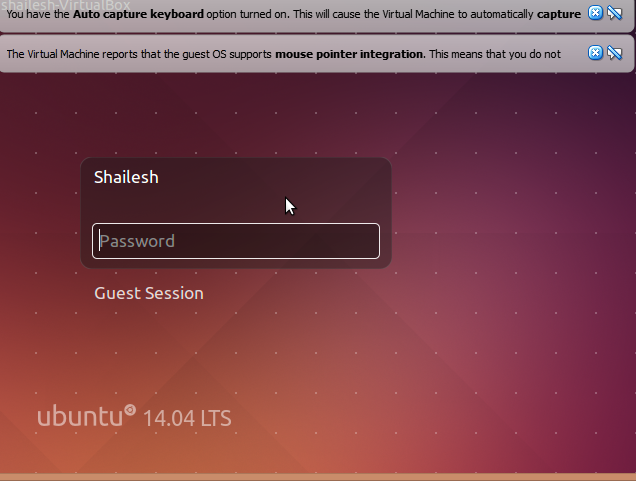 shailesh-VirtualBox
You have the Auto capture keyboard option turned on. This will cause the Virtual Machine to automatically capture
The Virtual Machine reports that the guest OS supports mouse pointer integration. This means that you do not
Shailesh
Password
Guest Session
ubuntu 14.04 LTS